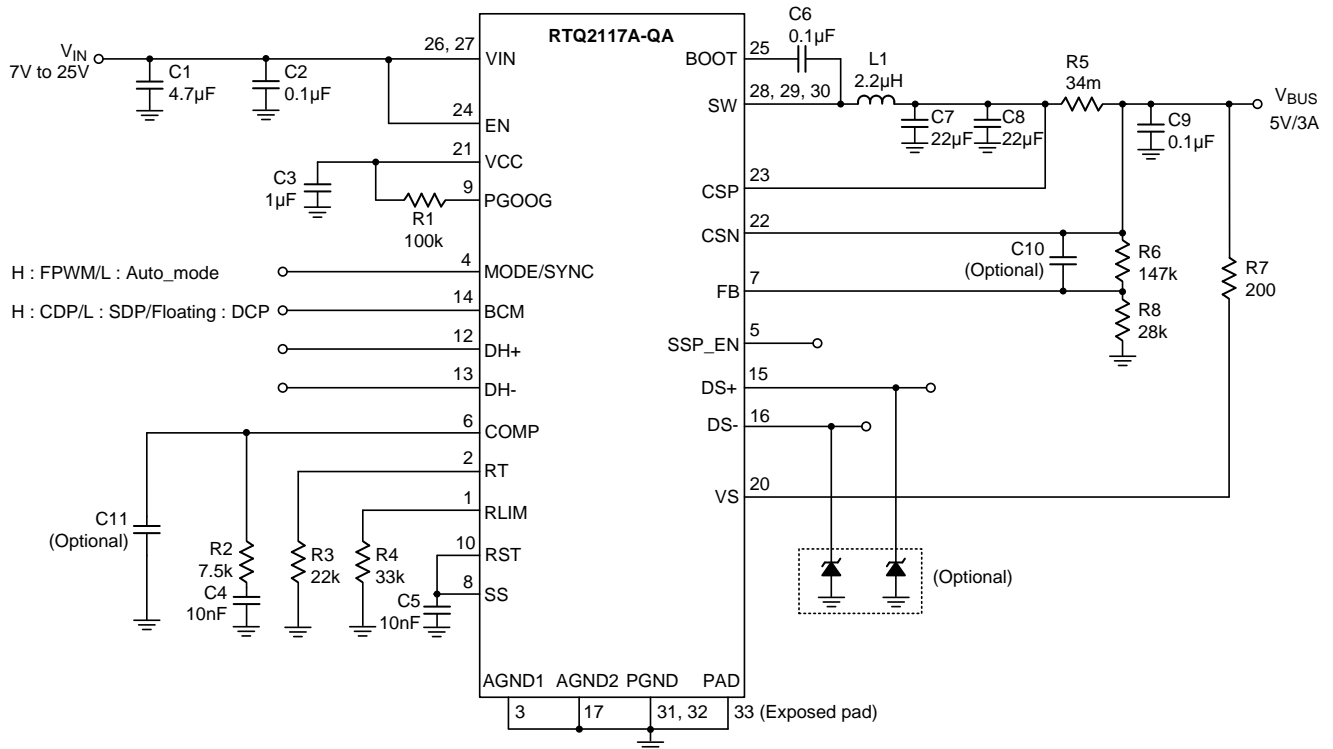 RTQ2117A-QA
VIN
7V to 25V
C1
4.7µF
C2
0.1µF
26, 27
VIN
24
EN
21
VCC
C3
1µF
9
PGOOG
R1
100k
H : FPWM/L : Auto_mode
4
MODE/SYNC
H : CDP/L : SDP/Floating : DCP
14
BCM
12
DH+
13
DH-
6
COMP
2
RT
1
RLIM
10
RST
8
SS
C11
(Optional)
R2
7.5k
C4
10nF
R3
22k
R4
33k
C5
10nF
BOOT
25
C6
0.1µF
SW
28, 29, 30
L1
2.2µH
C7
22µF
C8
22µF
R5
34m
C9
0.1µF
VBUS
5V/3A
CSP
23
CSN
22
C10
(Optional)
R6
147k
R7
200
FB
7
R8
28k
SSP_EN
5
DS+
15
DS-
16
VS
20
(Optional)
AGND1 AGND2 PGND PAD
3 17 31, 32 33 (Exposed pad)